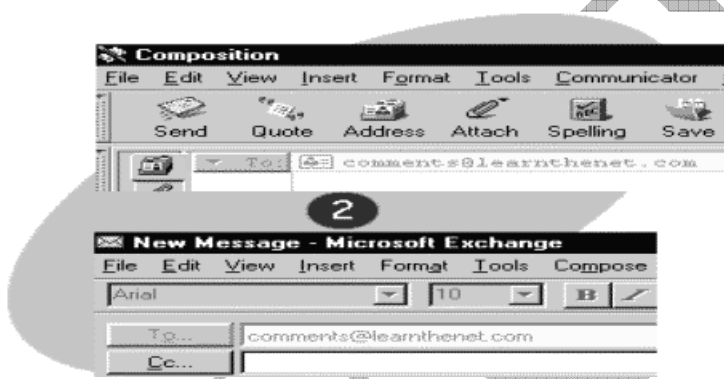 Composition
File Edit View Insert Format Tools Communicator
Send Quote Address Attach Spelling Save
To: comments@learnthenet.com
2
New Message - Microsoft Exchange
File Edit View Insert Format Tools Compose
Arial 10 B I
To... comments@learnthenet.com
Cc...